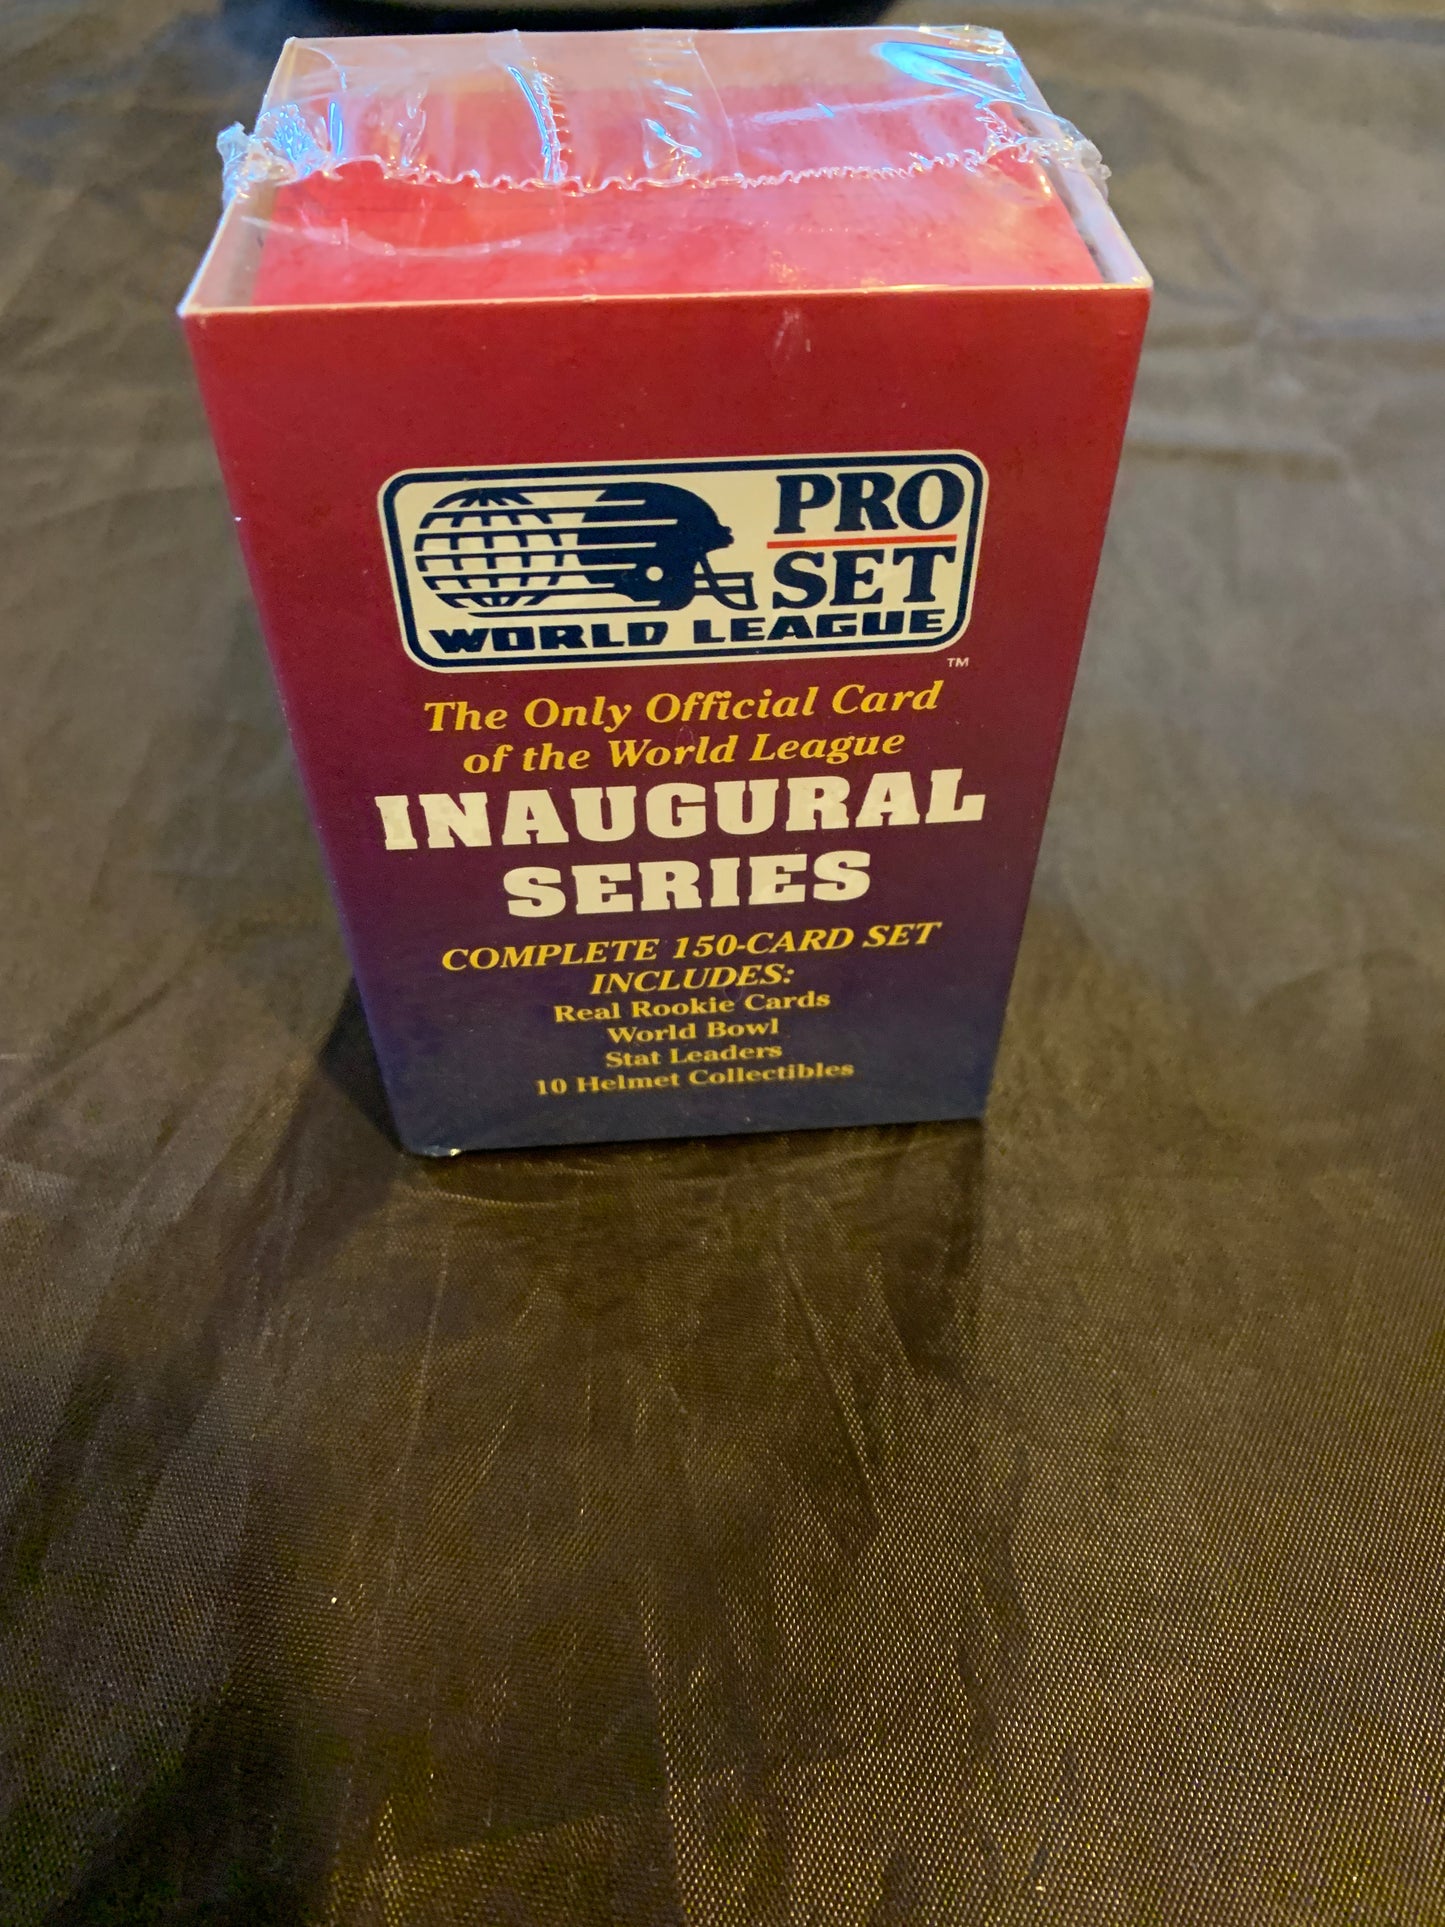 PRO
SET
WORLD LEAGUE
TM
The Only Official Card
of the World League
INAUGURAL
SERIES
COMPLETE 150-CARD SET
INCLUDES:
Real Rookie Cards
World Bowl
Stat Leaders
10 Helmet Collectibles